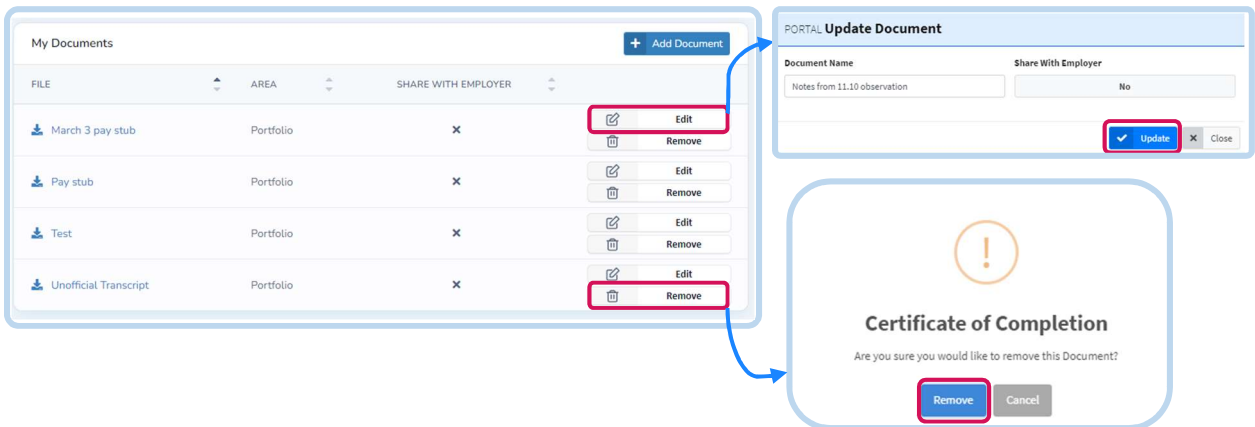 My Documents
+ Add Document
FILE AREA SHARE WITH EMPLOYER
March 3 pay stub Portfolio × Edit
Remove
Pay stub Portfolio × Edit
Remove
Test Portfolio × Edit
Remove
Unofficial Transcript Portfolio × Edit
Remove
PORTAL Update Document
Document Name Share With Employer
Notes from 11.10 observation No
Update × Close
!
Certificate of Completion
Are you sure you would like to remove this Document?
Remove Cancel